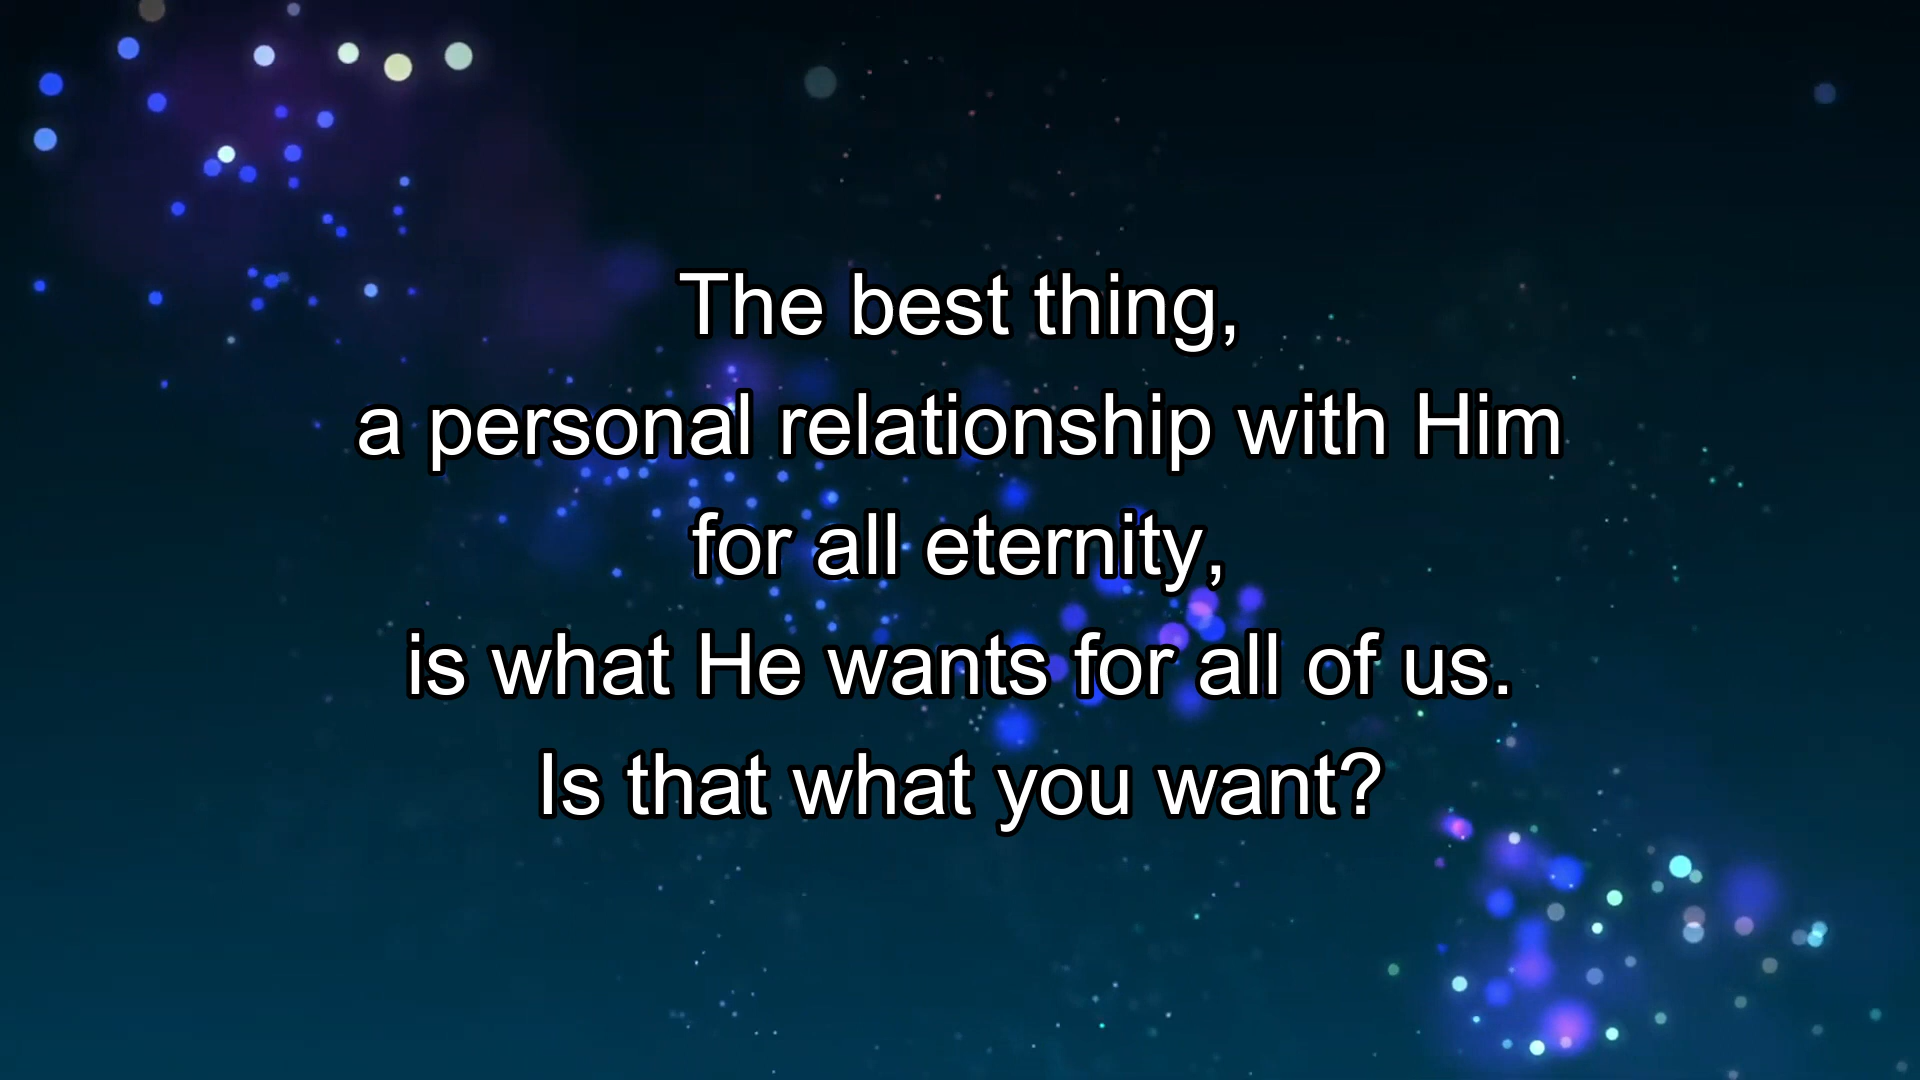 The best thing,
a personal relationship with Him
for all eternity,
is what He wants for all of us.
Is that what you want?